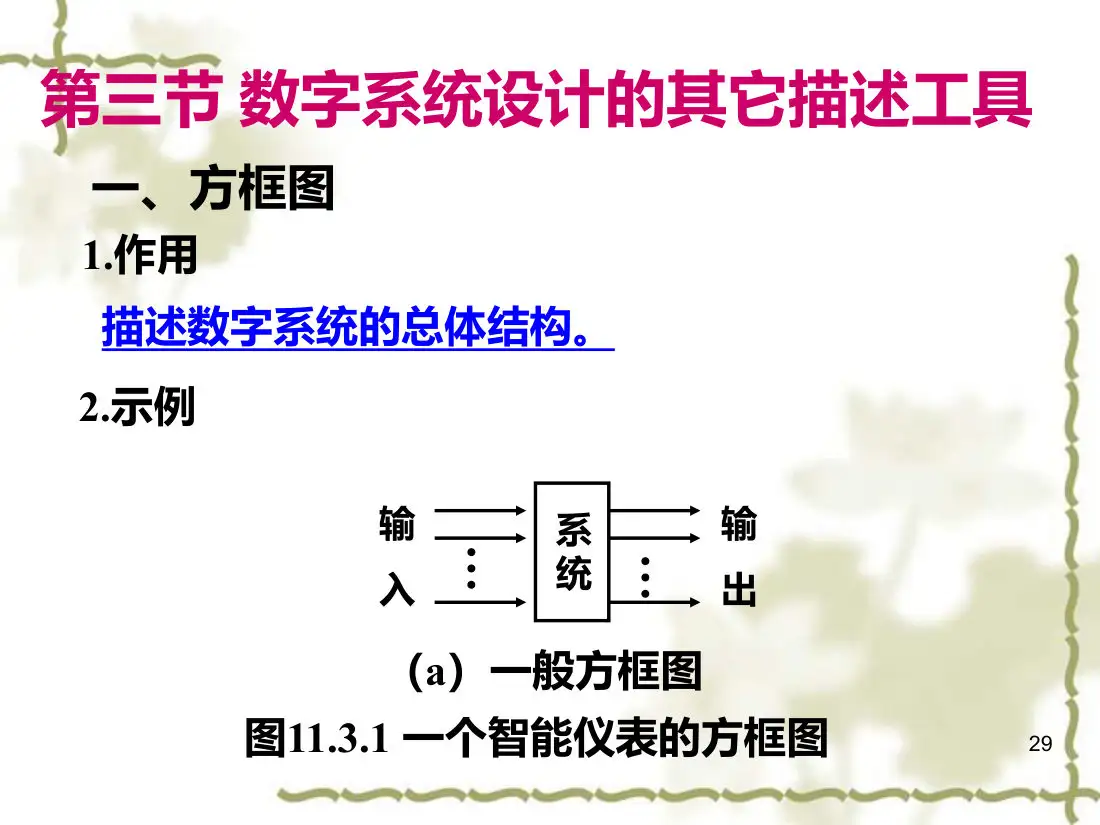 第三节 数字系统设计的其它描述工具
一、方框图
1.作用
描述数字系统的总体结构。
2.示例
输入
系统
输出
（a）一般方框图
图11.3.1 一个智能仪表的方框图
29